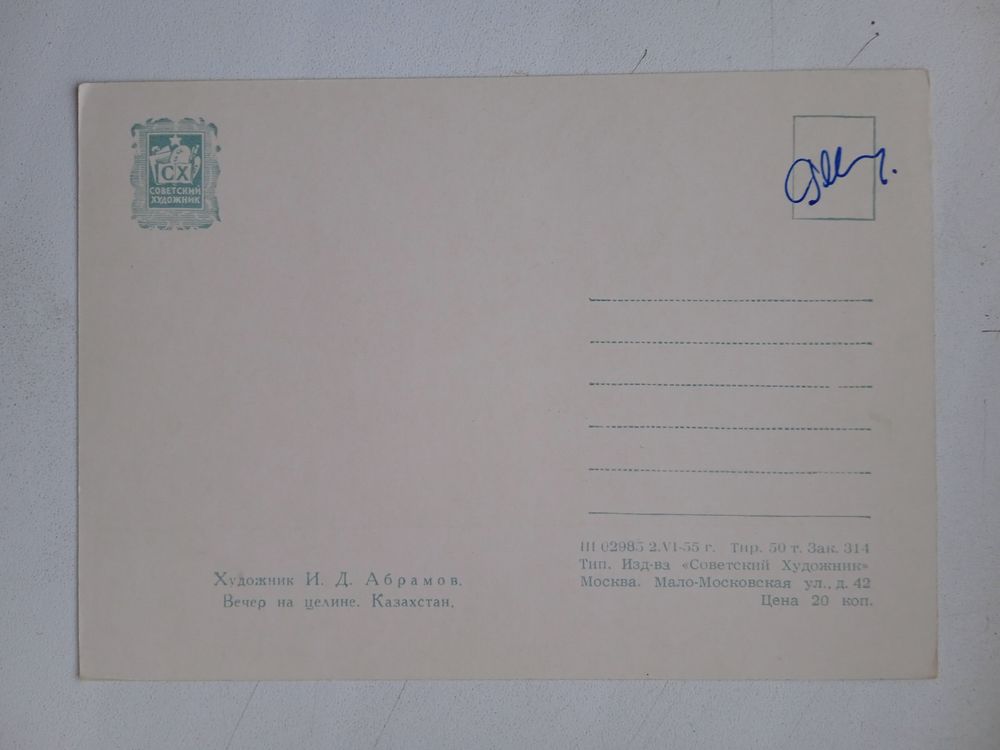 СХ
СОВЕТСКИЙ
ХУДОЖНИК
Ш 02985 2.VI-55 г. Тир. 50 т. Зак. 314
Тип. Изд-ва «Советский Художник»
Москва. Мало-Московская ул., д. 42
Цена 20 коп.
Художник И. Д. Абрамов.
Вечер на целине. Казахстан.